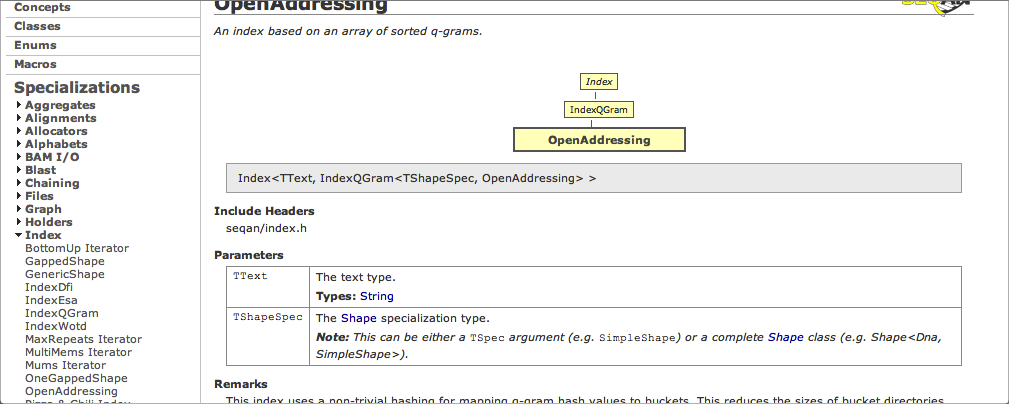 Concepts
Classes
Enums
Macros
Specializations
Aggregates
Alignments
Allocators
Alphabets
BAM I/O
Blast
Chaining
Files
Graph
Holders
Index
BottomUp Iterator
GappedShape
GenericShape
IndexDfi
IndexEsa
IndexQGram
IndexWotd
MaxRepeats Iterator
MultiMems Iterator
Mums Iterator
OneGappedShape
OpenAddressing
Pizza & Chili Index
OpenAddressing
An index based on an array of sorted q-grams.
Index
IndexQGram
OpenAddressing
Index<TText, IndexQGram<TShapeSpec, OpenAddressing> >
Include Headers
seqan/index.h
Parameters
TText The text type.
Types: String
TShapeSpec The Shape specialization type.
Note: This can be either a TSpec argument (e.g. SimpleShape) or a complete Shape class (e.g. Shape<Dna,
SimpleShape>).
Remarks
This index uses a non-trivial hashing for mapping q-gram hash values to buckets. This reduces the sizes of bucket directories